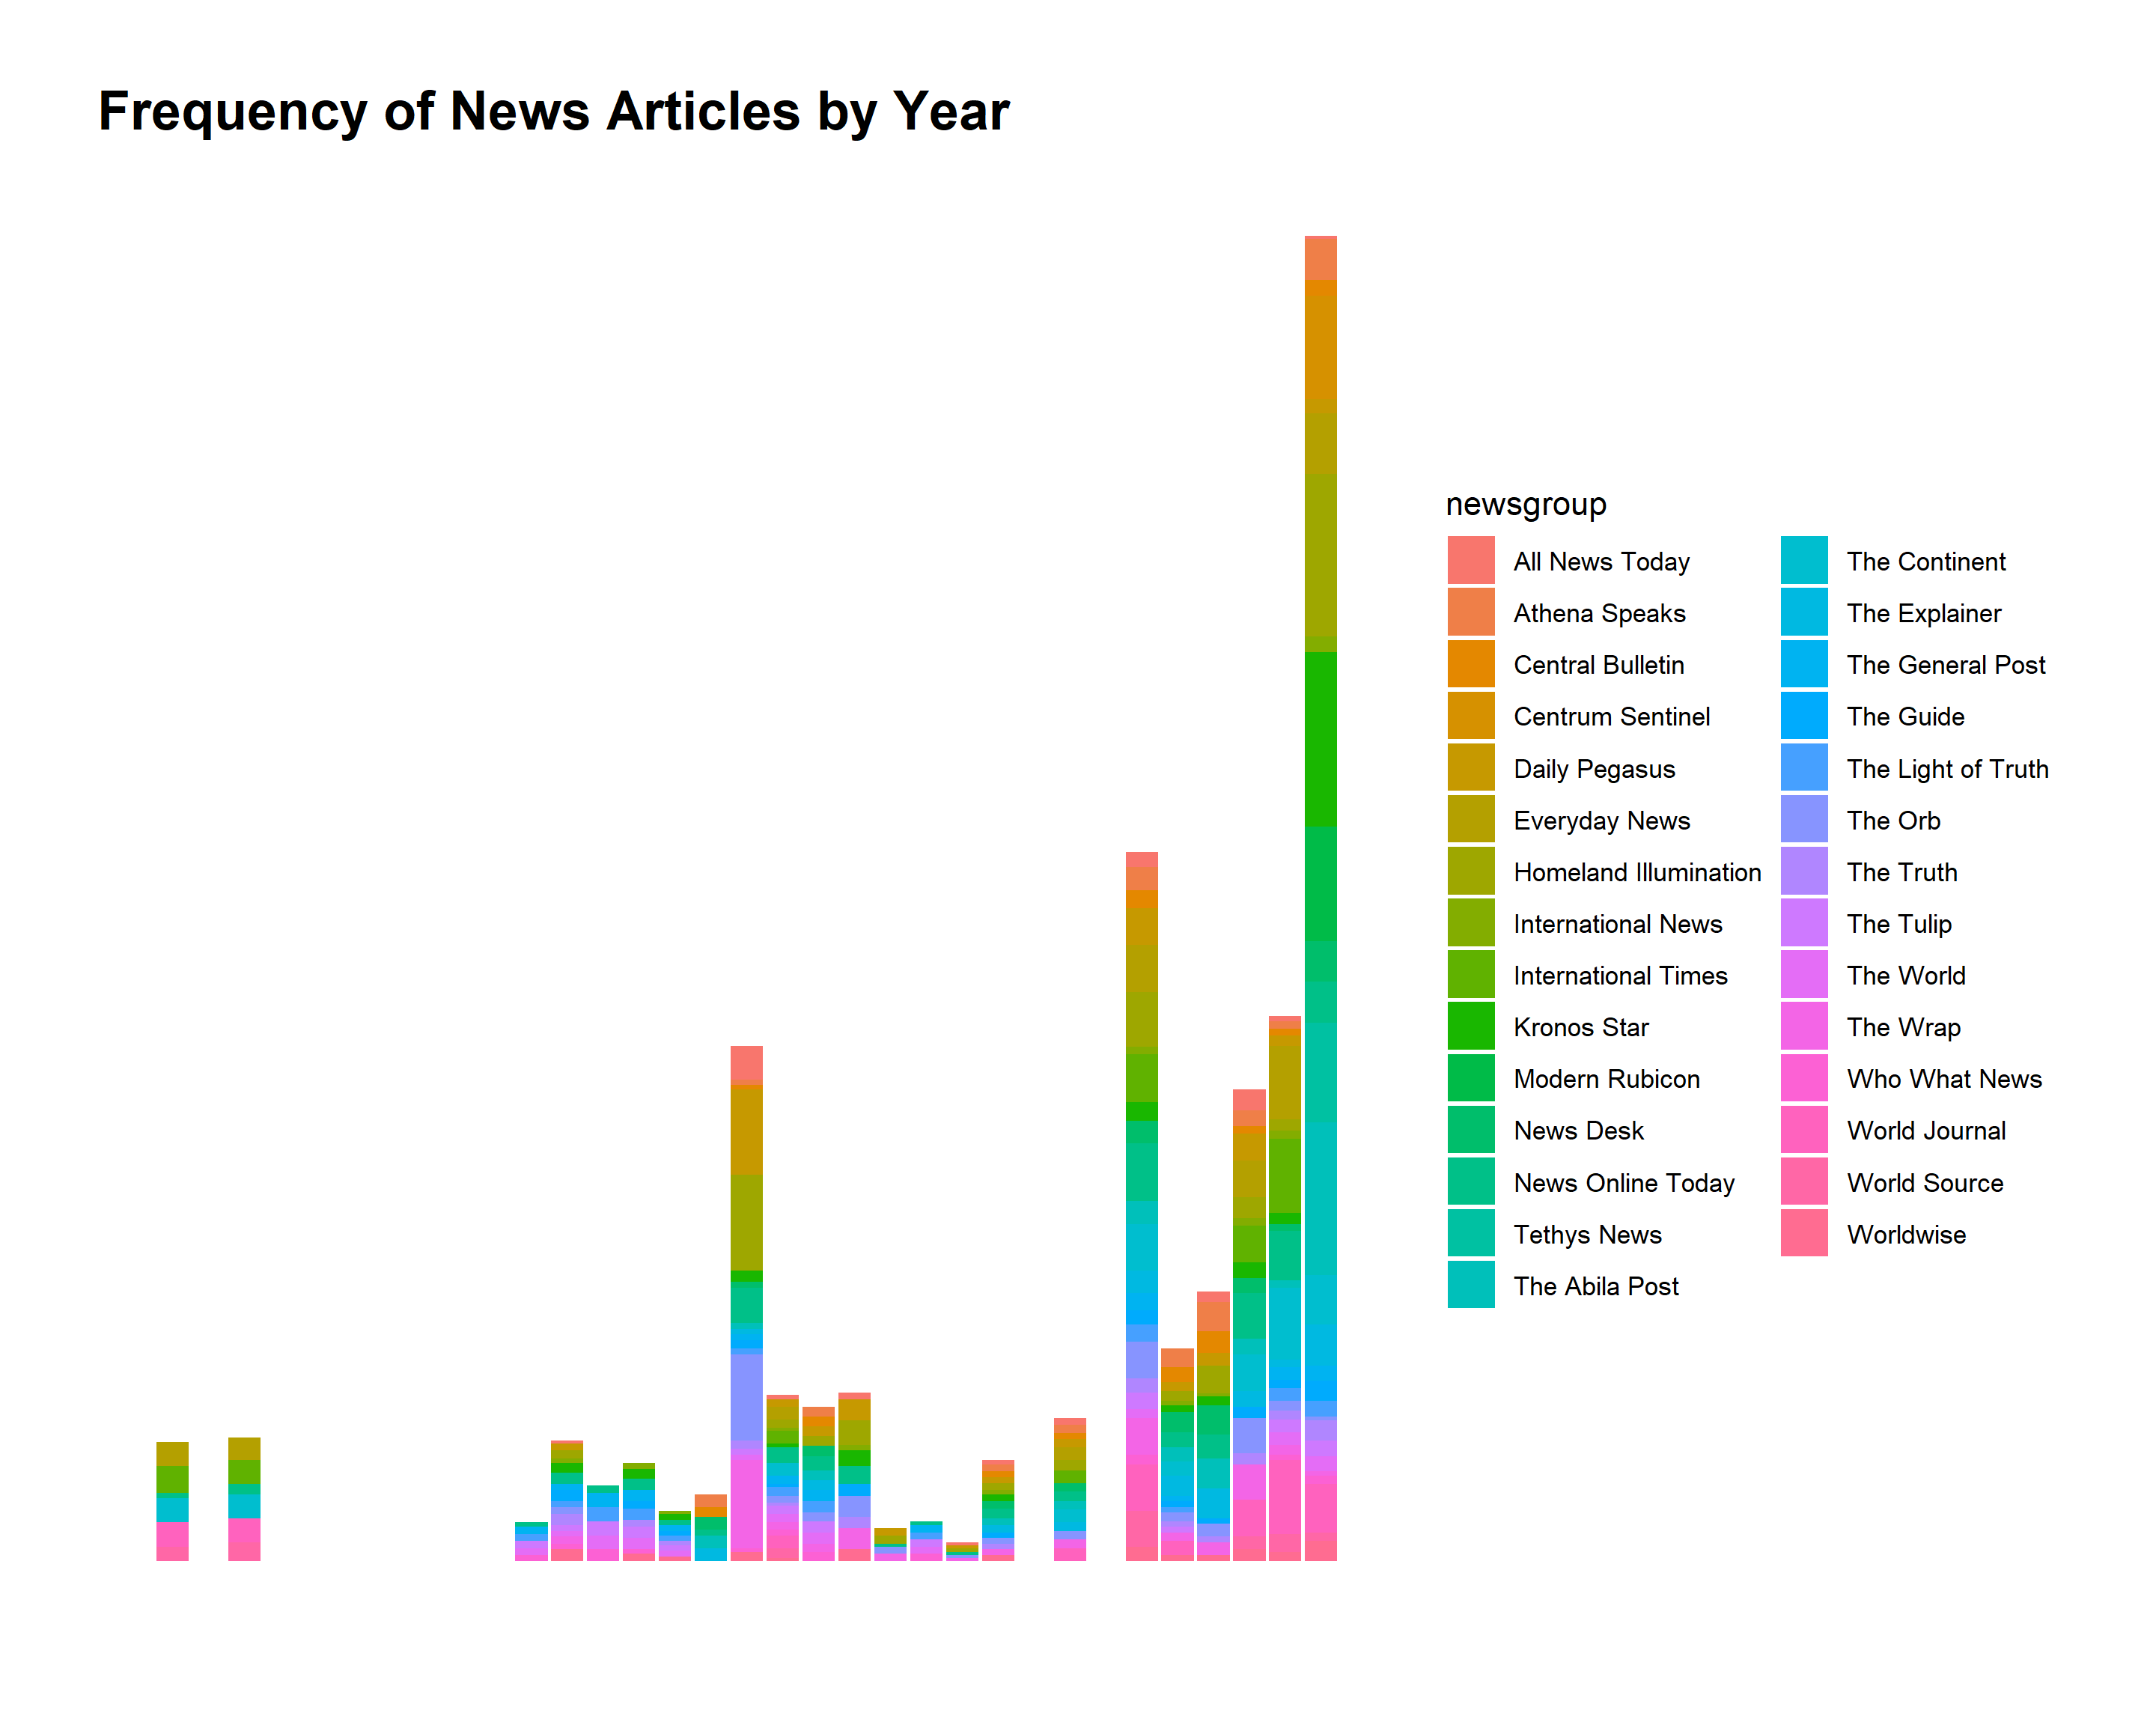 Frequency of News Articles by Year
newsgroup
All News Today
Athena Speaks
Central Bulletin
Centrum Sentinel
Daily Pegasus
Everyday News
Homeland Illumination
International News
International Times
Kronos Star
Modern Rubicon
News Desk
News Online Today
Tethys News
The Abila Post
The Continent
The Explainer
The General Post
The Guide
The Light of Truth
The Orb
The Truth
The Tulip
The World
The Wrap
Who What News
World Journal
World Source
Worldwise